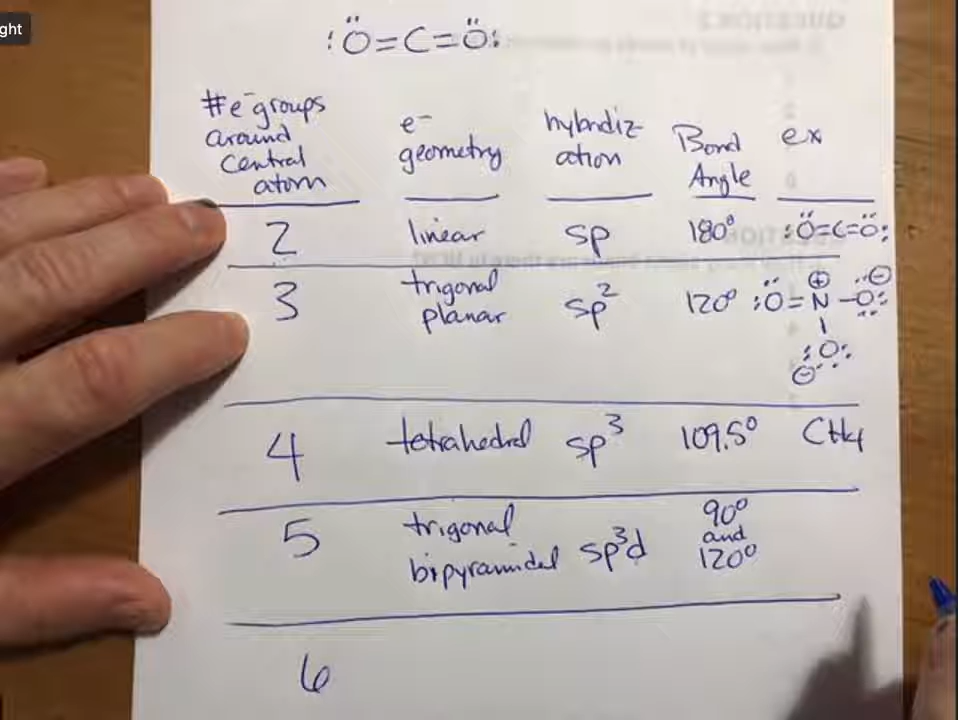 ght
:Ö=C=Ö:
#e⁻groups around central atom
e⁻ geometry
hybridization
Bond Angle
ex
2 linear sp 180° :Ö=C=Ö:
3 trigonal planar sp² 120° :Ö=N⊕-Ö:⊖
:O:⊖
4 tetrahedral sp³ 109.5° CH4
5 trigonal bipyramidal sp³d 90° and 120°
6